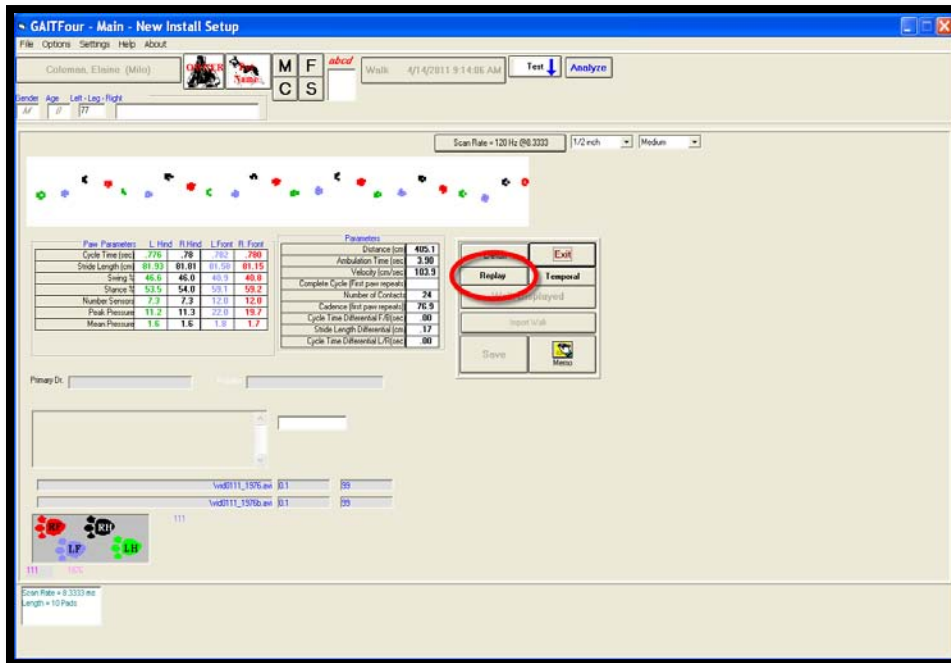 GAITFour - Main - New Install Setup
File Options Settings Help About
Coleman, Elaine (Milo)
OWNER
Pet Name
M F
C S
abcd
Walk 4/14/2011 9:14:06 AM
Test
Analyze
Gender Age Left - Leg - Right
M 0 77
Scan Rate = 120 Hz @8.3333
1/2 inch
Medium
Paw Parameters L. Hind R.Hind L.Front R. Front
Cycle Time (sec) .776 .78 .782 .780
Stride Length (cm) 81.93 81.81 81.50 81.15
Swing % 46.6 46.0 40.9 40.8
Stance % 53.5 54.0 59.1 59.2
Number Sensors 7.3 7.3 12.0 12.0
Peak Pressure 11.2 11.3 22.0 19.7
Mean Pressure 1.6 1.6 1.8 1.7
Parameters
Distance (cm) 405.1
Ambulation Time (sec) 3.90
Velocity (cm/sec) 103.9
Complete Cycle (First paw repeats)
Number of Contacts 24
Cadence (first paw repeats) 76.9
Cycle Time Differential F/B(sec) .00
Stride Length Differential (cm) .17
Cycle Time Differential L/R(sec) .00
Exit
Replay
Temporal
Walk Displayed
Import Walk
Save
Memo
Primary Dr.
\vid0111_1976.avi 0.1 99
\vid0111_1976b.avi 0.1 99
RF RH
LF LH
111
111
Scan Rate = 8.3333 ms
Length = 10 Pads